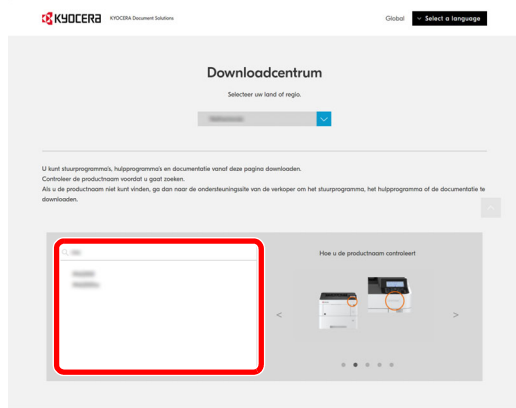 KYOCERA
KYOCERA Document Solutions
Global
Select a language
Downloadcentrum
Selecteer uw land of regio.
U kunt stuurprogramma's, hulpprogramma's en documentatie vanaf deze pagina downloaden.
Controleer de productnaam voordat u gaat zoeken.
Als u de productnaam niet kunt vinden, ga dan naar de ondersteuningssite van de verkoper om het stuurprogramma, het hulpprogramma of de documentatie te
downloaden.
Hoe u de productnaam controleert
< >